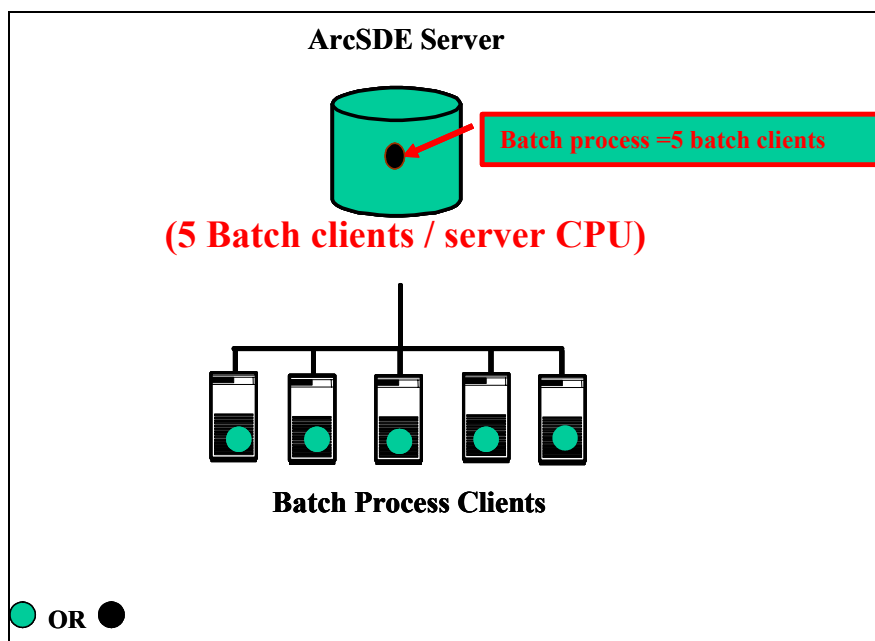 ArcSDE Server
Batch process =5 batch clients
(5 Batch clients / server CPU)
Batch Process Clients
OR